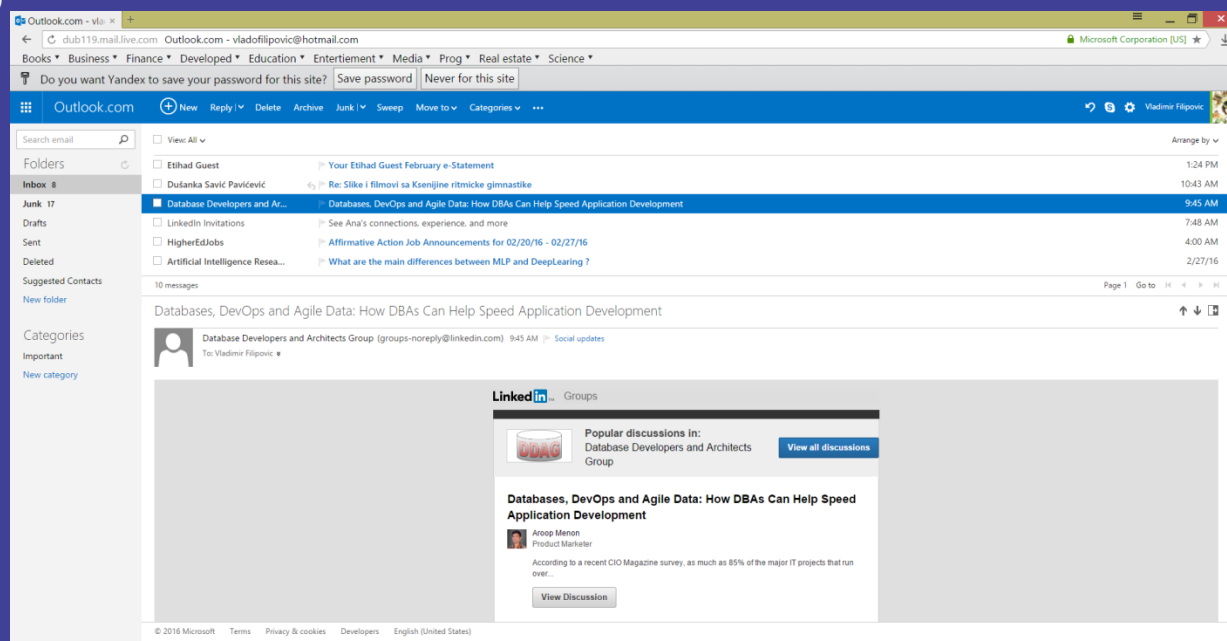 Outlook.com - vla × +
dub119.mail.live.com Outlook.com - vladofilipovic@hotmail.com Microsoft Corporation [US]
Books Business Finance Developed Education Entertiement Media Prog Real estate Science
Do you want Yandex to save your password for this site? Save password Never for this site
Outlook.com New Reply Delete Archive Junk Sweep Move to Categories ••• Vladimir Filipovic
Search email View: All Arrange by
Folders
Etihad Guest Your Etihad Guest February e-Statement 1:24 PM
Inbox 8 Dušanka Savić Pavićević Re: Slike i filmovi sa Ksenijine ritmicke gimnastike 10:43 AM
Junk 17 Database Developers and Ar... Databases, DevOps and Agile Data: How DBAs Can Help Speed Application Development 9:45 AM
Drafts LinkedIn Invitations See Ana's connections, experience, and more 7:48 AM
Sent HigherEdJobs Affirmative Action Job Announcements for 02/20/16 - 02/27/16 4:00 AM
Deleted Artificial Intelligence Resea... What are the main differences between MLP and DeepLearing ? 2/27/16
Suggested Contacts 10 messages Page 1 Go to
New folder
Databases, DevOps and Agile Data: How DBAs Can Help Speed Application Development
Categories
Database Developers and Architects Group (groups-noreply@linkedin.com) 9:45 AM Social updates
Important To: Vladimir Filipovic
New category
Linked in Groups
Popular discussions in:
DDAG Database Developers and Architects View all discussions
Group
Databases, DevOps and Agile Data: How DBAs Can Help Speed
Application Development
Aroop Menon
Product Marketer
According to a recent CIO Magazine survey, as much as 85% of the major IT projects that run
over...
View Discussion
© 2016 Microsoft Terms Privacy & cookies Developers English (United States)